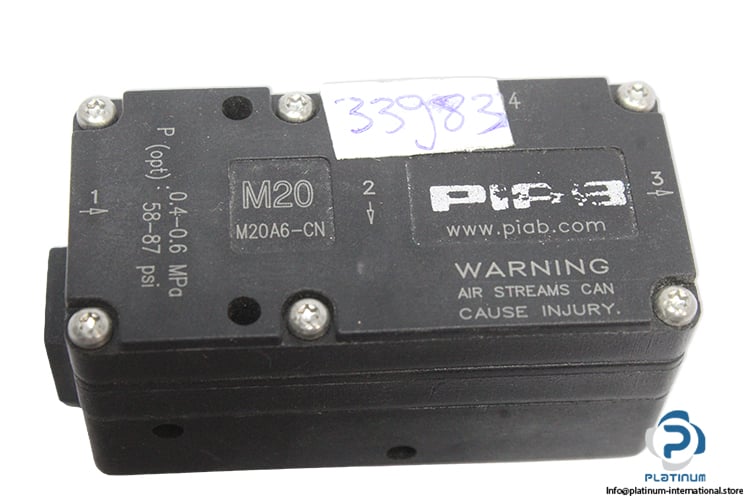 33983
4
1
P (opt) : 0.4-0.6 MPa
58-87 psi
M20
M20A6-CN
2
PIAB
www.piab.com
3
WARNING
AIR STREAMS CAN
CAUSE INJURY.
PLATINUM
Info@platinum-international.store